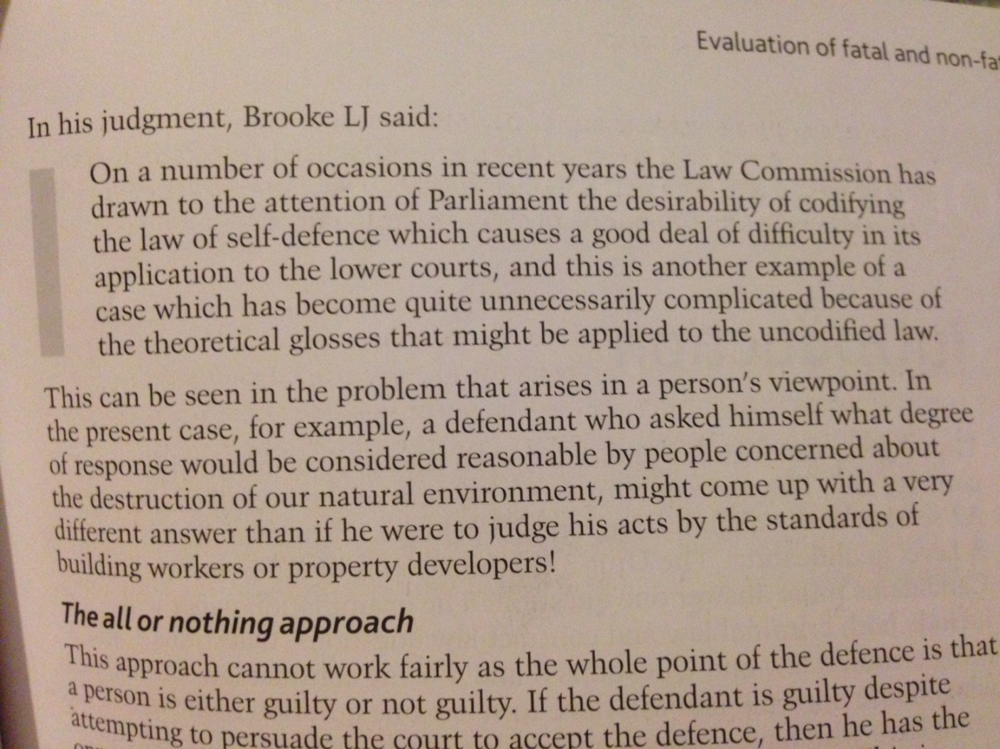 Evaluation of fatal and non-fat
In his judgment, Brooke LJ said:
On a number of occasions in recent years the Law Commission has
drawn to the attention of Parliament the desirability of codifying
the law of self-defence which causes a good deal of difficulty in its
application to the lower courts, and this is another example of a
case which has become quite unnecessarily complicated because of
the theoretical glosses that might be applied to the uncodified law.
This can be seen in the problem that arises in a person's viewpoint. In
the present case, for example, a defendant who asked himself what degree
of response would be considered reasonable by people concerned about
the destruction of our natural environment, might come up with a very
different answer than if he were to judge his acts by the standards of
building workers or property developers!
The all or nothing approach
This approach cannot work fairly as the whole point of the defence is that
a person is either guilty or not guilty. If the defendant is guilty despite
attempting to persuade the court to accept the defence, then he has the